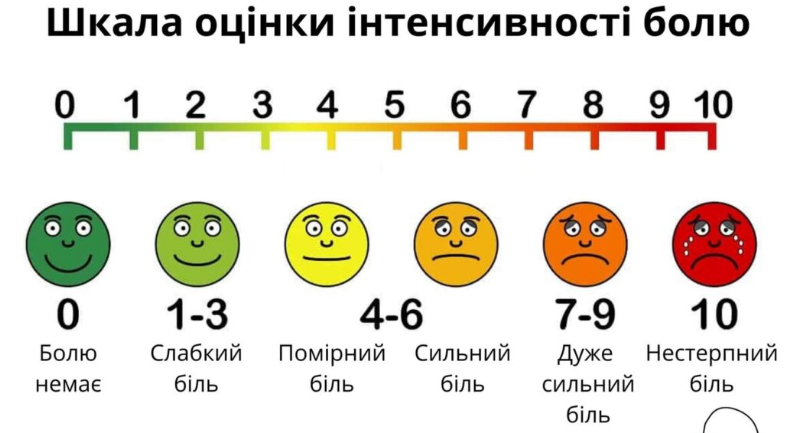 Шкала оцінки інтенсивності болю
0 1 2 3 4 5 6 7 8 9 10
0 1-3 4-6 7-9 10
Болю немає
Слабкий біль
Помірний біль
Сильний біль
Дуже сильний біль
Нестерпний біль